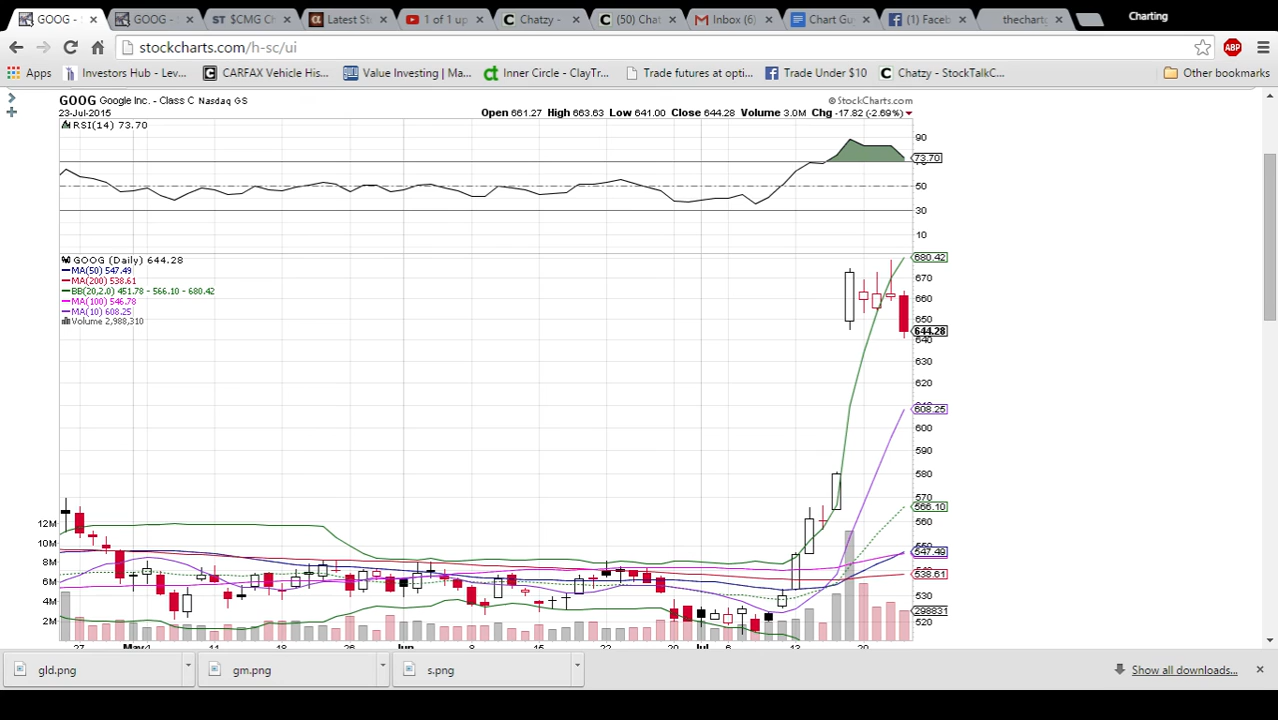 GOOG - S
GOOG -
$CMG Ch
Latest St
1 of 1 up
Chatzy -
(50) Chat
Inbox (6)
Chart Gu
(1) Faceb
thechart
Charting
stockcharts.com/h-sc/ui
Apps
Investors Hub - Lev...
CARFAX Vehicle His...
Value Investing | Ma...
Inner Circle - ClayTr...
Trade futures at opti...
Trade Under $10
Chatzy - StockTalkC...
Other bookmarks
GOOG Google Inc. - Class C Nasdaq GS
© StockCharts.com
23-Jul-2015
Open 661.27 High 663.63 Low 641.00 Close 644.28 Volume 3.0M Chg -17.82 (-2.69%)
RSI(14) 73.70
90
73.70
50
30
10
GOOG (Daily) 644.28
MA(50) 547.49
MA(200) 538.61
BB(20,2.0) 451.78 - 566.10 - 680.42
MA(100) 546.78
MA(10) 608.25
Volume 2,988,310
680.42
670
660
650
644.28
640
630
620
608.25
600
590
580
570
566.10
560
547.49
538.61
530
298831
520
12M
10M
8M
6M
4M
2M
27 May 4 11 18 26 Jun 8 15 22 29 Jul 6 13 20
gld.png
gm.png
s.png
Show all downloads...